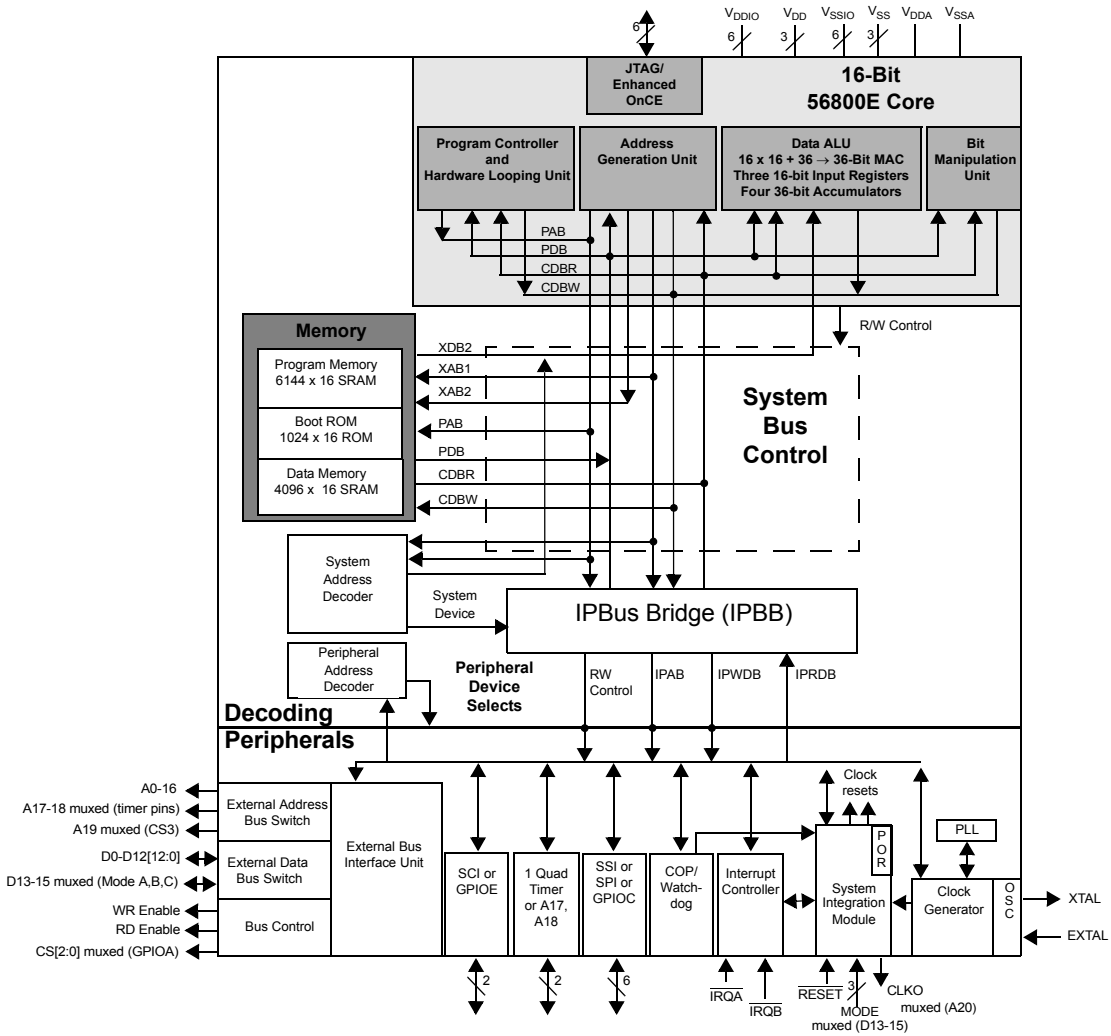 V_DDIO V_DD V_SSIO V_SS V_DDA V_SSA
6 6 3 6 3
JTAG/
Enhanced
OnCE
16-Bit
56800E Core
Program Controller
and
Hardware Looping Unit
Address
Generation Unit
Data ALU
16 x 16 + 36 → 36-Bit MAC
Three 16-bit Input Registers
Four 36-bit Accumulators
Bit
Manipulation
Unit
PAB
PDB
CDBR
CDBW
R/W Control
Memory
Program Memory
6144 x 16 SRAM
Boot ROM
1024 x 16 ROM
Data Memory
4096 x 16 SRAM
XDB2
XAB1
XAB2
PAB
PDB
CDBR
CDBW
System
Bus
Control
System
Address
Decoder
System
Device
IPBus Bridge (IPBB)
Peripheral
Address
Decoder
Peripheral
Device
Selects
RW
Control
IPAB
IPWDB
IPRDB
Decoding
Peripherals
A0-16
A17-18 muxed (timer pins)
A19 muxed (CS3)
D0-D12[12:0]
D13-15 muxed (Mode A,B,C)
WR Enable
RD Enable
CS[2:0] muxed (GPIOA)
External Address
Bus Switch
External Data
Bus Switch
Bus Control
External Bus
Interface Unit
SCI or
GPIOE
1 Quad
Timer
or A17,
A18
SSI or
SPI or
GPIOC
COP/
Watch-
dog
Interrupt
Controller
Clock
resets
POR
System
Integration
Module
PLL
Clock
Generator
OSC
XTAL
EXTAL
2
2
6
IRQA
IRQB
RESET
3
MODE
muxed (D13-15)
CLKO
muxed (A20)